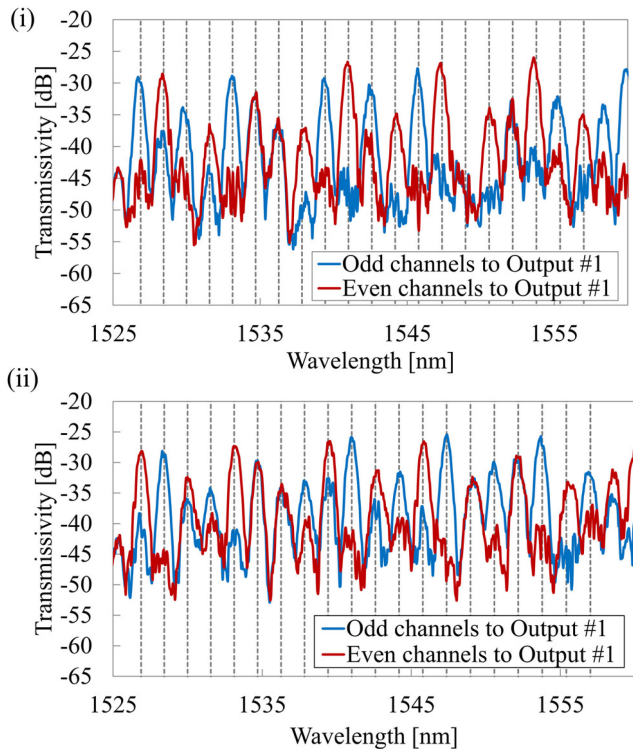 (i)
-20
-25
-30
-35
-40
-45
-50
-55
-60
-65
Transmissivity [dB]
Odd channels to Output #1
Even channels to Output #1
1525
1535
1545
1555
Wavelength [nm]
(ii)
-20
-25
-30
-35
-40
-45
-50
-55
-60
-65
Transmissivity [dB]
Odd channels to Output #1
Even channels to Output #1
1525
1535
1545
1555
Wavelength [nm]